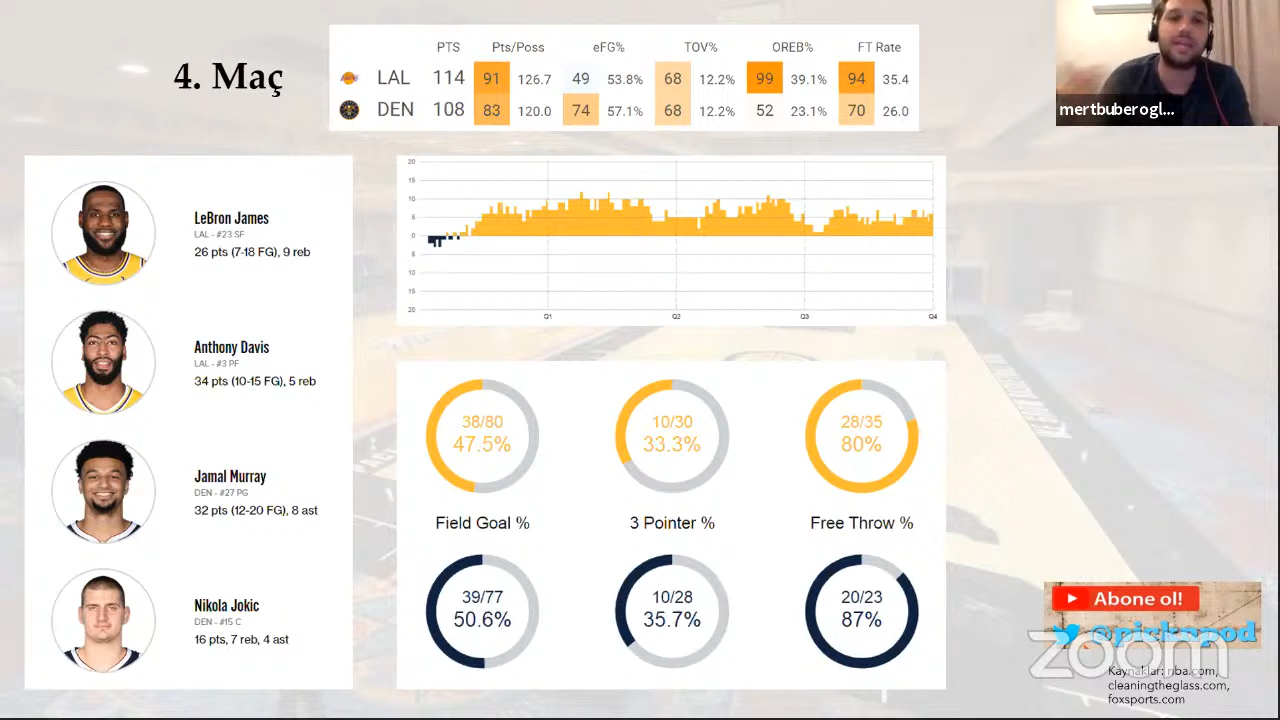 4. Maç
PTS Pts/Poss eFG% TOV% OREB% FT Rate
LAL 114 91 126.7 49 53.8% 68 12.2% 99 39.1% 94 35.4
DEN 108 83 120.0 74 57.1% 68 12.2% 52 23.1% 70 26.0
mertbuberogl...
LeBron James
LAL - #23 SF
26 pts (7-18 FG), 9 reb
Anthony Davis
LAL - #3 PF
34 pts (10-15 FG), 5 reb
Jamal Murray
DEN - #27 PG
32 pts (12-20 FG), 8 ast
Nikola Jokic
DEN - #15 C
16 pts, 7 reb, 4 ast
20
15
10
5
0
5
10
15
20
Q1 Q2 Q3 Q4
38/80 10/30 28/35
47.5% 33.3% 80%
Field Goal % 3 Pointer % Free Throw %
39/77 10/28 20/23
50.6% 35.7% 87%
Abone ol!
@pickapod
zoom
Kaynaklar: nba.com,
cleaningtheglass.com,
foxsports.com